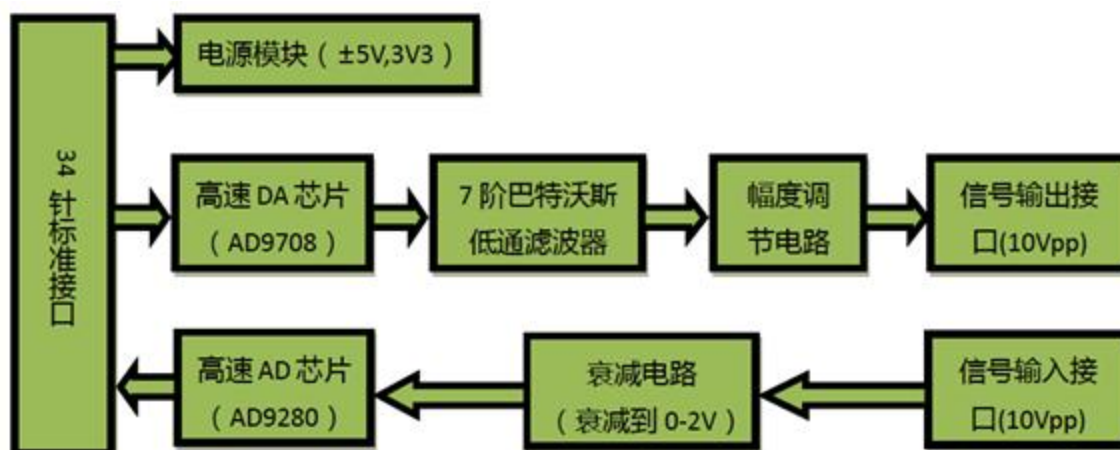 34 针标准接口
电源模块（ ±5V,3V3 ）
高速 DA 芯片
（ AD9708 ）
7 阶巴特沃斯
低通滤波器
幅度调
节电路
信号输出接
口(10Vpp)
高速 AD 芯片
（ AD9280 ）
衰减电路
（ 衰减到 0-2V ）
信号输入接
口(10Vpp)